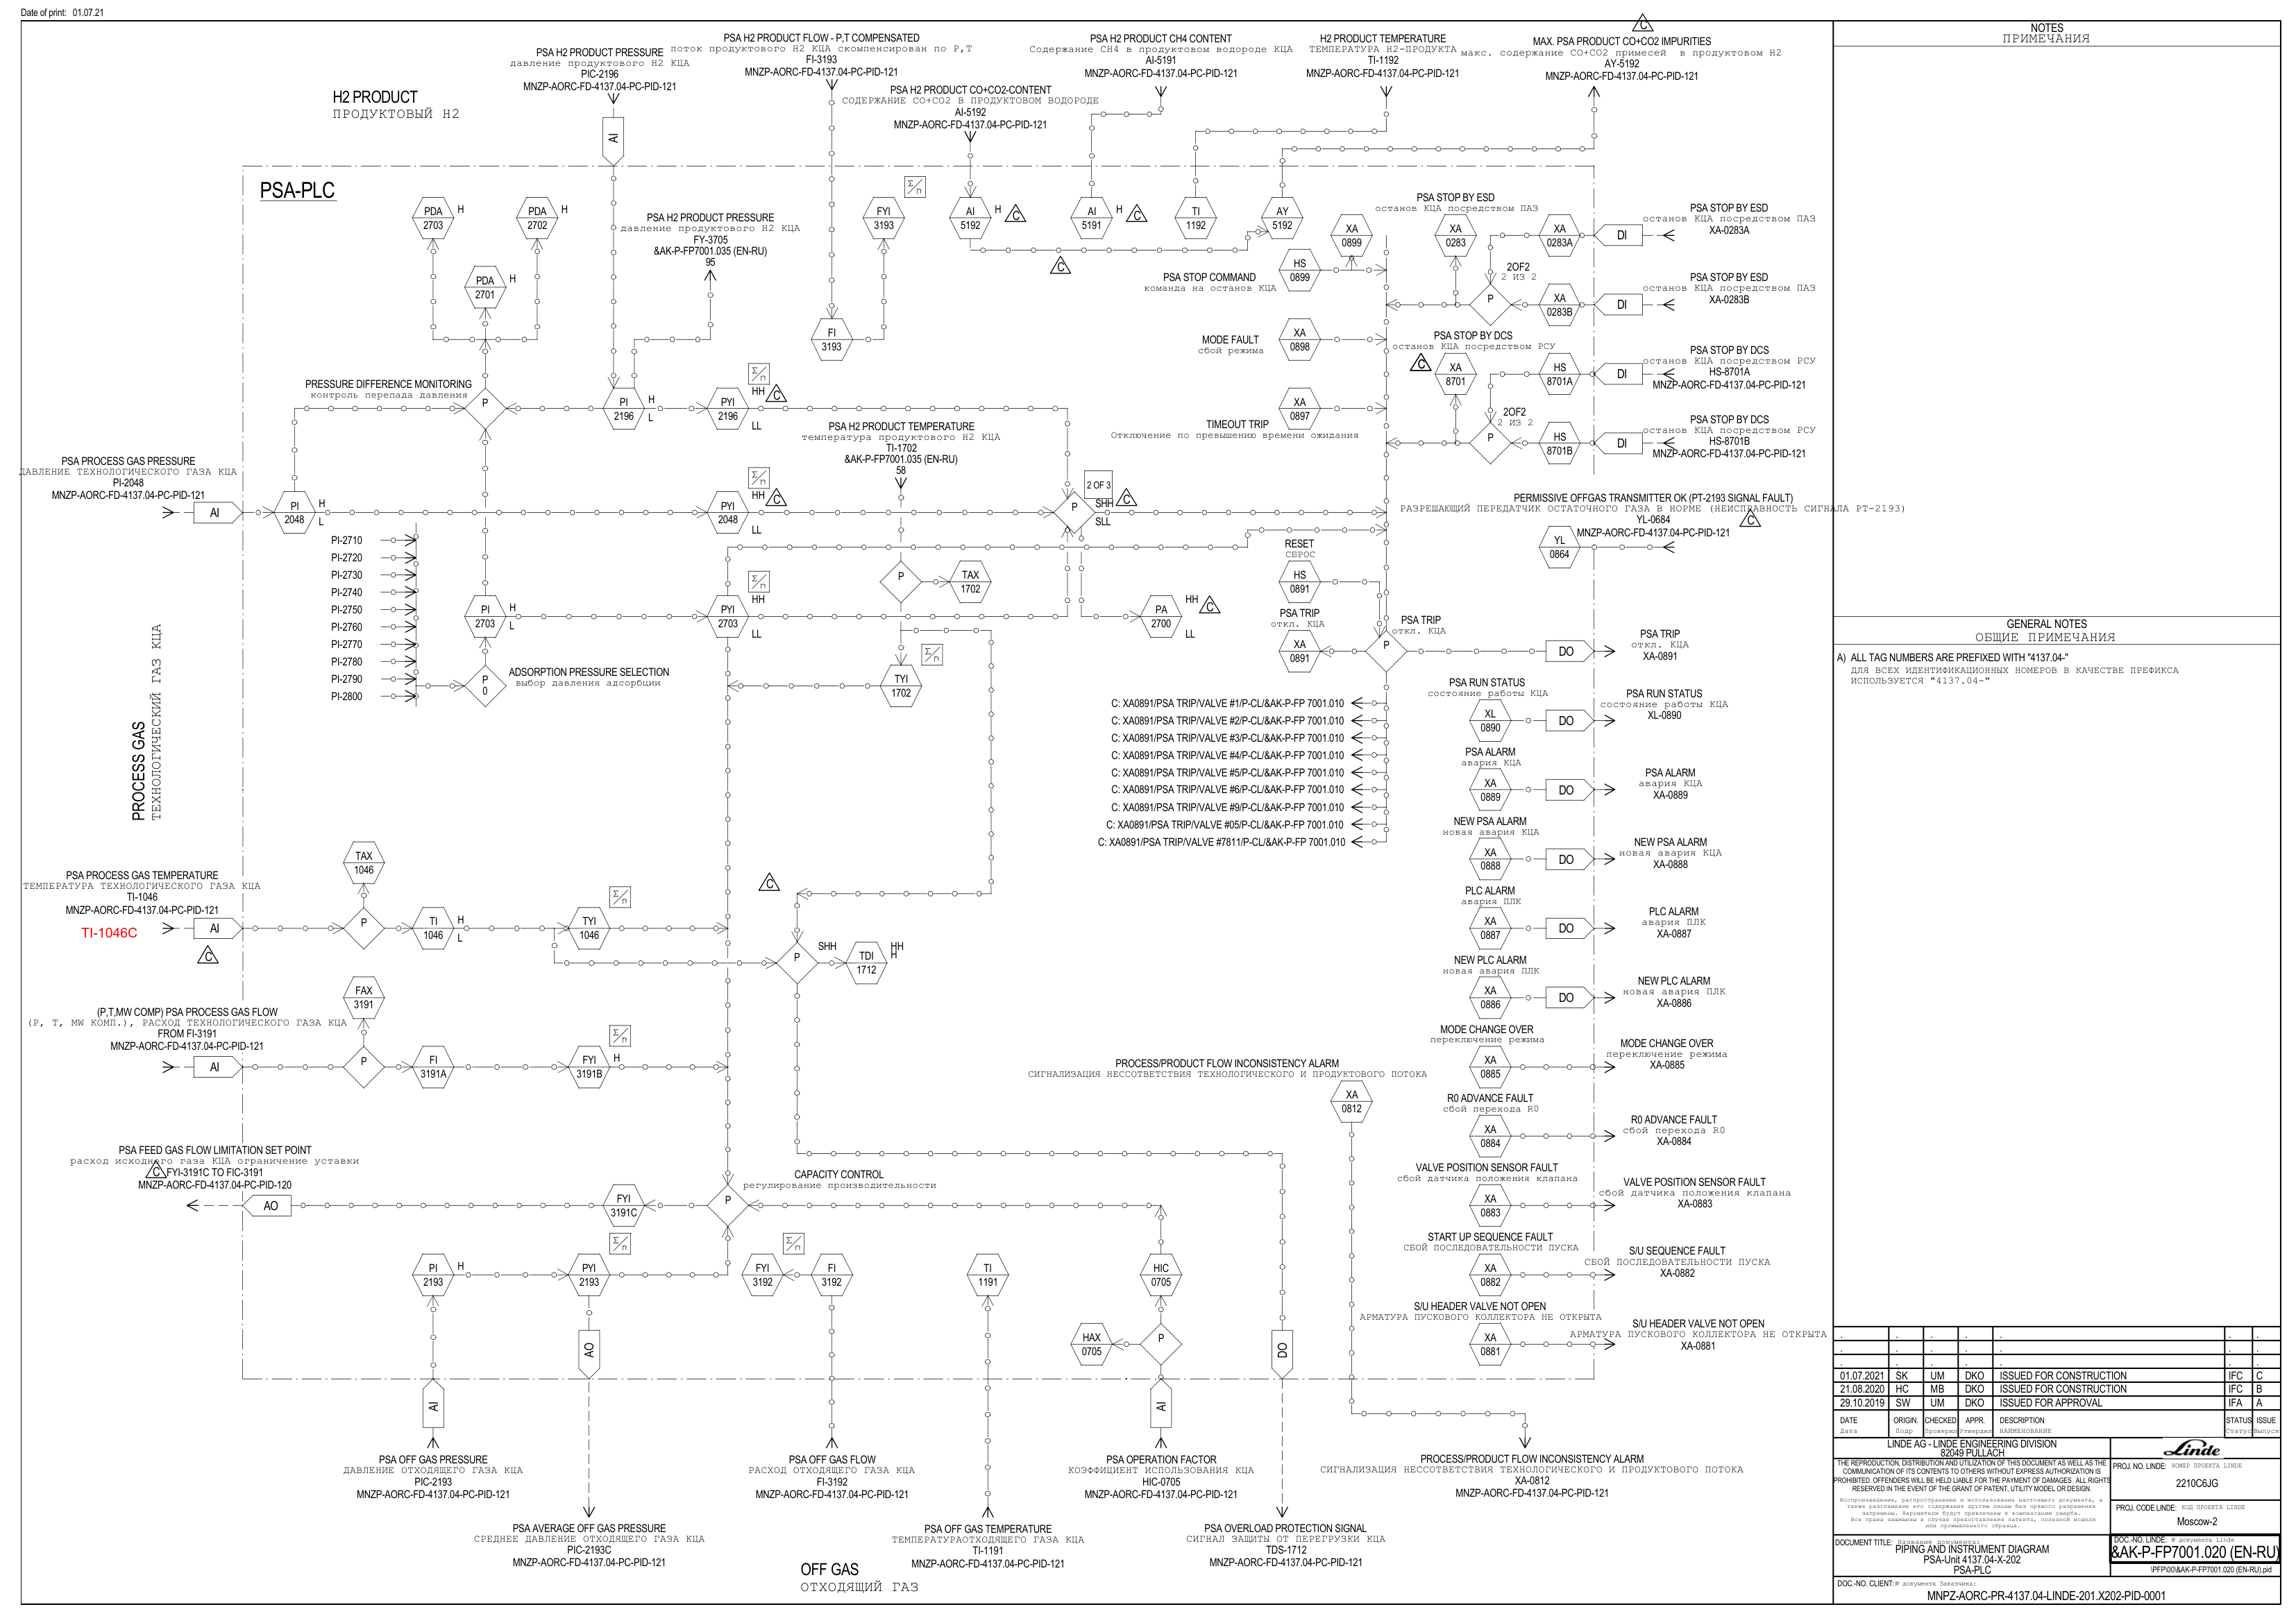 Date of print: 01.07.21
PSA H2 PRODUCT PRESSURE
давление продуктового H2 КЦА
PIC-2196
MNZP-AORC-FD-4137.04-PC-PID-121
PSA H2 PRODUCT FLOW - P,T COMPENSATED
поток продуктового H2 КЦА скомпенсирован по P,T
FI-3193
MNZP-AORC-FD-4137.04-PC-PID-121
PSA H2 PRODUCT CO+CO2-CONTENT
СОДЕРЖАНИЕ CO+CO2 В ПРОДУКТОВОМ ВОДОРОДЕ
AI-5192
MNZP-AORC-FD-4137.04-PC-PID-121
PSA H2 PRODUCT CH4 CONTENT
Содержание CH4 в продуктовом водороде КЦА
AI-5191
MNZP-AORC-FD-4137.04-PC-PID-121
H2 PRODUCT TEMPERATURE
ТЕМПЕРАТУРА H2-ПРОДУКТА
TI-1192
MNZP-AORC-FD-4137.04-PC-PID-121
C
MAX. PSA PRODUCT CO+CO2 IMPURITIES
макс. содержание CO+CO2 примесей в продуктовом H2
AY-5192
MNZP-AORC-FD-4137.04-PC-PID-121
H2 PRODUCT
ПРОДУКТОВЫЙ H2
AI
PSA-PLC
PDA
2703
H
PDA
2702
H
PDA
2701
H
PSA H2 PRODUCT PRESSURE
давление продуктового H2 КЦА
FY-3705
&AK-P-FP7001.035 (EN-RU)
95
Σ/n
FYI
3193
FI
3193
AI
5192
H
C
AI
5191
H
C
TI
1192
AY
5192
C
PRESSURE DIFFERENCE MONITORING
контроль перепада давления
P
PI
2196
H
L
Σ/n
PYI
2196
HH
C
LL
PSA H2 PRODUCT TEMPERATURE
температура продуктового H2 КЦА
TI-1702
&AK-P-FP7001.035 (EN-RU)
58
PSA PROCESS GAS PRESSURE
ДАВЛЕНИЕ ТЕХНОЛОГИЧЕСКОГО ГАЗА КЦА
PI-2048
MNZP-AORC-FD-4137.04-PC-PID-121
AI
PI
2048
H
L
Σ/n
PYI
2048
HH
C
LL
2 OF 3
P
SHH
C
SLL
PI-2710
PI-2720
PI-2730
PI-2740
PI-2750
PI-2760
PI-2770
PI-2780
PI-2790
PI-2800
PI
2703
H
L
P
0
ADSORPTION PRESSURE SELECTION
выбор давления адсорбции
Σ/n
PYI
2703
HH
LL
P
TAX
1702
Σ/n
TYI
1702
PA
2700
HH
C
LL
PROCESS GAS
ТЕХНОЛОГИЧЕСКИЙ ГАЗ КЦА
PSA STOP BY ESD
останов КЦА посредством ПАЗ
XA
0899
XA
0283
XA
0283A
DI
PSA STOP BY ESD
останов КЦА посредством ПАЗ
XA-0283A
HS
0899
PSA STOP COMMAND
команда на останов КЦА
2OF2
2 ИЗ 2
P
XA
0283B
DI
PSA STOP BY ESD
останов КЦА посредством ПАЗ
XA-0283B
MODE FAULT
сбой режима
XA
0898
PSA STOP BY DCS
останов КЦА посредством РСУ
C
XA
8701
HS
8701A
DI
PSA STOP BY DCS
останов КЦА посредством РСУ
HS-8701A
MNZP-AORC-FD-4137.04-PC-PID-121
XA
0897
TIMEOUT TRIP
Отключение по превышению времени ожидания
2OF2
2 ИЗ 2
P
HS
8701B
DI
PSA STOP BY DCS
останов КЦА посредством РСУ
HS-8701B
MNZP-AORC-FD-4137.04-PC-PID-121
PERMISSIVE OFFGAS TRANSMITTER OK (PT-2193 SIGNAL FAULT)
РАЗРЕШАЮЩИЙ ПЕРЕДАТЧИК ОСТАТОЧНОГО ГАЗА В НОРМЕ (НЕИСПРАВНОСТЬ СИГНАЛА PT-2193)
YL-0684
C
MNZP-AORC-FD-4137.04-PC-PID-121
YL
0864
RESET
СБРОС
HS
0891
PSA TRIP
откл. КЦА
XA
0891
PSA TRIP
откл. КЦА
P
DO
PSA TRIP
откл. КЦА
XA-0891
C: XA0891/PSA TRIP/VALVE #1/P-CL/&AK-P-FP 7001.010
C: XA0891/PSA TRIP/VALVE #2/P-CL/&AK-P-FP 7001.010
C: XA0891/PSA TRIP/VALVE #3/P-CL/&AK-P-FP 7001.010
C: XA0891/PSA TRIP/VALVE #4/P-CL/&AK-P-FP 7001.010
C: XA0891/PSA TRIP/VALVE #5/P-CL/&AK-P-FP 7001.010
C: XA0891/PSA TRIP/VALVE #6/P-CL/&AK-P-FP 7001.010
C: XA0891/PSA TRIP/VALVE #9/P-CL/&AK-P-FP 7001.010
C: XA0891/PSA TRIP/VALVE #05/P-CL/&AK-P-FP 7001.010
C: XA0891/PSA TRIP/VALVE #7811/P-CL/&AK-P-FP 7001.010
PSA RUN STATUS
состояние работы КЦА
XL
0890
DO
PSA RUN STATUS
состояние работы КЦА
XL-0890
PSA ALARM
авария КЦА
XA
0889
DO
PSA ALARM
авария КЦА
XA-0889
NEW PSA ALARM
новая авария КЦА
XA
0888
DO
NEW PSA ALARM
новая авария КЦА
XA-0888
PLC ALARM
авария ПЛК
XA
0887
DO
PLC ALARM
авария ПЛК
XA-0887
NEW PLC ALARM
новая авария ПЛК
XA
0886
DO
NEW PLC ALARM
новая авария ПЛК
XA-0886
MODE CHANGE OVER
переключение режима
XA
0885
MODE CHANGE OVER
переключение режима
XA-0885
R0 ADVANCE FAULT
сбой перехода R0
XA
0884
R0 ADVANCE FAULT
сбой перехода R0
XA-0884
VALVE POSITION SENSOR FAULT
сбой датчика положения клапана
XA
0883
VALVE POSITION SENSOR FAULT
сбой датчика положения клапана
XA-0883
START UP SEQUENCE FAULT
СБОЙ ПОСЛЕДОВАТЕЛЬНОСТИ ПУСКА
XA
0882
S/U SEQUENCE FAULT
СБОЙ ПОСЛЕДОВАТЕЛЬНОСТИ ПУСКА
XA-0882
S/U HEADER VALVE NOT OPEN
АРМАТУРА ПУСКОВОГО КОЛЛЕКТОРА НЕ ОТКРЫТА
XA
0881
S/U HEADER VALVE NOT OPEN
АРМАТУРА ПУСКОВОГО КОЛЛЕКТОРА НЕ ОТКРЫТА
XA-0881
PSA PROCESS GAS TEMPERATURE
ТЕМПЕРАТУРА ТЕХНОЛОГИЧЕСКОГО ГАЗА КЦА
TI-1046
MNZP-AORC-FD-4137.04-PC-PID-121
TI-1046C
AI
C
TAX
1046
P
TI
1046
H
L
Σ/n
TYI
1046
C
P
SHH
TDI
1712
HH
H
(P,T,MW COMP) PSA PROCESS GAS FLOW
(P, T, MW КОМП.), РАСХОД ТЕХНОЛОГИЧЕСКОГО ГАЗА КЦА
FROM FI-3191
MNZP-AORC-FD-4137.04-PC-PID-121
AI
FAX
3191
P
FI
3191A
Σ/n
FYI
3191B
H
PROCESS/PRODUCT FLOW INCONSISTENCY ALARM
СИГНАЛИЗАЦИЯ НЕССОТВЕТСТВИЯ ТЕХНОЛОГИЧЕСКОГО И ПРОДУКТОВОГО ПОТОКА
XA
0812
PSA FEED GAS FLOW LIMITATION SET POINT
расход исходного газа КЦА ограничение уставки
C
FYI-3191C TO FIC-3191
MNZP-AORC-FD-4137.04-PC-PID-120
AO
FYI
3191C
P
CAPACITY CONTROL
регулирование производительности
PI
2193
H
Σ/n
PYI
2193
Σ/n
FYI
3192
FI
3192
TI
1191
HIC
0705
HAX
0705
P
AI
AO
AI
DO
PSA OFF GAS PRESSURE
ДАВЛЕНИЕ ОТХОДЯЩЕГО ГАЗА КЦА
PIC-2193
MNZP-AORC-FD-4137.04-PC-PID-121
PSA AVERAGE OFF GAS PRESSURE
СРЕДНЕЕ ДАВЛЕНИЕ ОТХОДЯЩЕГО ГАЗА КЦА
PIC-2193C
MNZP-AORC-FD-4137.04-PC-PID-121
PSA OFF GAS FLOW
РАСХОД ОТХОДЯЩЕГО ГАЗА КЦА
FI-3192
MNZP-AORC-FD-4137.04-PC-PID-121
OFF GAS
ОТХОДЯЩИЙ ГАЗ
PSA OFF GAS TEMPERATURE
ТЕМПЕРАТУРАОТХОДЯЩЕГО ГАЗА КЦА
TI-1191
MNZP-AORC-FD-4137.04-PC-PID-121
PSA OPERATION FACTOR
КОЭФФИЦИЕНТ ИСПОЛЬЗОВАНИЯ КЦА
HIC-0705
MNZP-AORC-FD-4137.04-PC-PID-121
PSA OVERLOAD PROTECTION SIGNAL
СИГНАЛ ЗАЩИТЫ ОТ ПЕРЕГРУЗКИ КЦА
TDS-1712
MNZP-AORC-FD-4137.04-PC-PID-121
PROCESS/PRODUCT FLOW INCONSISTENCY ALARM
СИГНАЛИЗАЦИЯ НЕССОТВЕТСТВИЯ ТЕХНОЛОГИЧЕСКОГО И ПРОДУКТОВОГО ПОТОКА
XA-0812
MNZP-AORC-FD-4137.04-PC-PID-121
NOTES
ПРИМЕЧАНИЯ
GENERAL NOTES
ОБЩИЕ ПРИМЕЧАНИЯ
A) ALL TAG NUMBERS ARE PREFIXED WITH "4137.04-"
ДЛЯ ВСЕХ ИДЕНТИФИКАЦИОННЫХ НОМЕРОВ В КАЧЕСТВЕ ПРЕФИКСА
ИСПОЛЬЗУЕТСЯ "4137.04-"
01.07.2021 SK UM DKO ISSUED FOR CONSTRUCTION IFC C
21.08.2020 HC MB DKO ISSUED FOR CONSTRUCTION IFC B
29.10.2019 SW UM DKO ISSUED FOR APPROVAL IFA A
DATE ORIGIN. CHECKED APPR. DESCRIPTION STATUS ISSUE
Дата Подр Проверил Утвердил НАИМЕНОВАНИЕ Статус Выпуск
LINDE AG - LINDE ENGINEERING DIVISION
82049 PULLACH
THE REPRODUCTION, DISTRIBUTION AND UTILIZATION OF THIS DOCUMENT AS WELL AS THE
COMMUNICATION OF ITS CONTENTS TO OTHERS WITHOUT EXPRESS AUTHORIZATION IS
PROHIBITED. OFFENDERS WILL BE HELD LIABLE FOR THE PAYMENT OF DAMAGES. ALL RIGHTS
RESERVED IN THE EVENT OF THE GRANT OF PATENT, UTILITY MODEL OR DESIGN.
Воспроизведение, распространение и использование настоящего документа, а
также разглашение его содержания другим лицам без прямого разрешения
запрещены. Нарушители будут привлечены к компенсации ущерба.
Все права защищены в случае предоставления патента, полезной модели
или промышленного образца.
Linde
PROJ. NO. LINDE: НОМЕР ПРОЕКТА LINDE
2210C6JG
PROJ. CODE LINDE: КОД ПРОЕКТА LINDE
Moscow-2
DOCUMENT TITLE: Название документа:
PIPING AND INSTRUMENT DIAGRAM
PSA-Unit 4137.04-X-202
PSA-PLC
DOC.-NO. LINDE: № документа Linde
&AK-P-FP7001.020 (EN-RU)
\PFP\00\&AK-P-FP7001.020 (EN-RU).pid
DOC.-NO. CLIENT: № документа Заказчика:
MNPZ-AORC-PR-4137.04-LINDE-201.X202-PID-0001